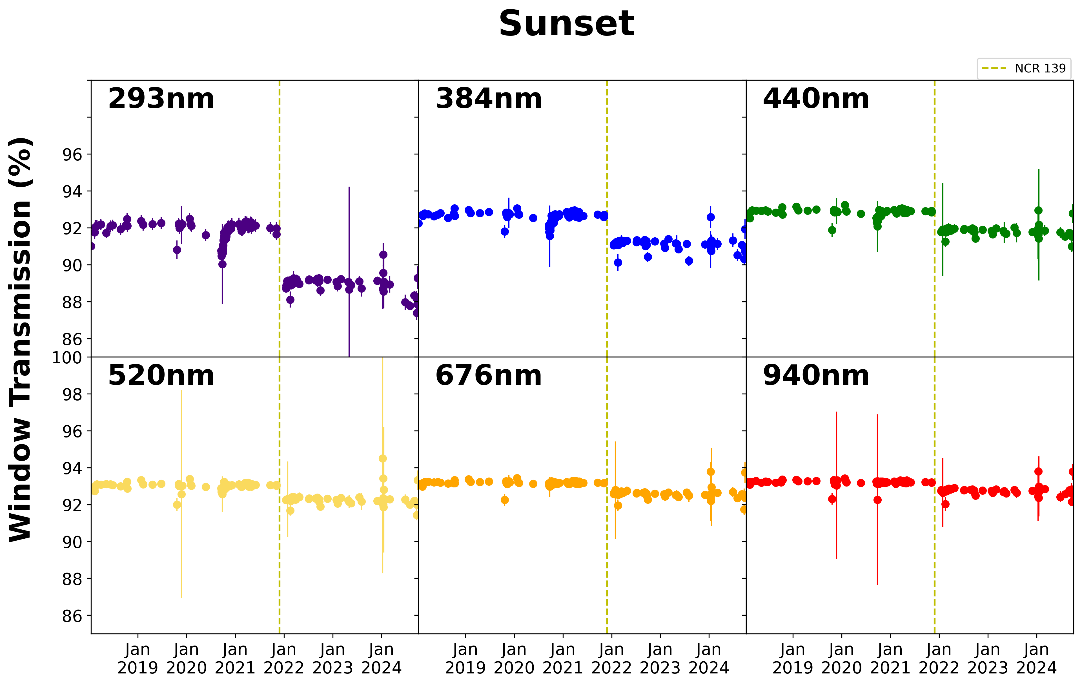 Sunset
NCR 139
293nm
384nm
440nm
Window Transmission (%)
96
94
92
90
88
86
100
520nm
676nm
940nm
98
96
94
92
90
88
86
Jan
2019
Jan
2020
Jan
2021
Jan
2022
Jan
2023
Jan
2024
Jan
2019
Jan
2020
Jan
2021
Jan
2022
Jan
2023
Jan
2024
Jan
2019
Jan
2020
Jan
2021
Jan
2022
Jan
2023
Jan
2024